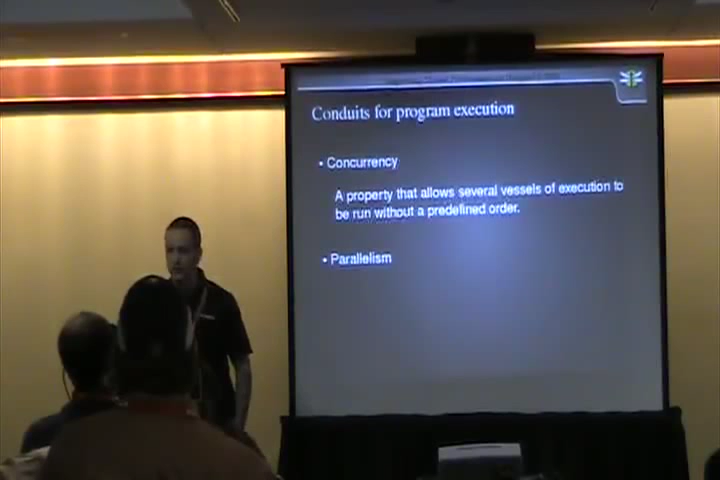 Conduits for program execution
• Concurrency
A property that allows several vessels of execution to
be run without a predefined order.
• Parallelism